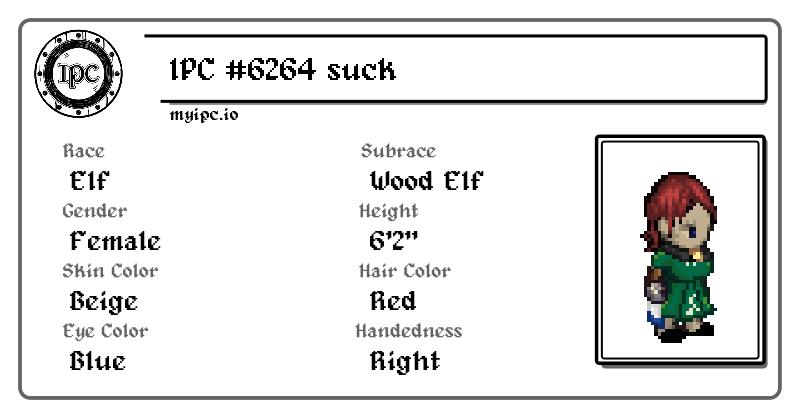 IPC
IPC #6264 suck
myipc.io
Race
Elf
Subrace
Wood Elf
Gender
Female
Height
6'2"
Skin Color
Beige
Hair Color
Red
Eye Color
Blue
Handedness
Right